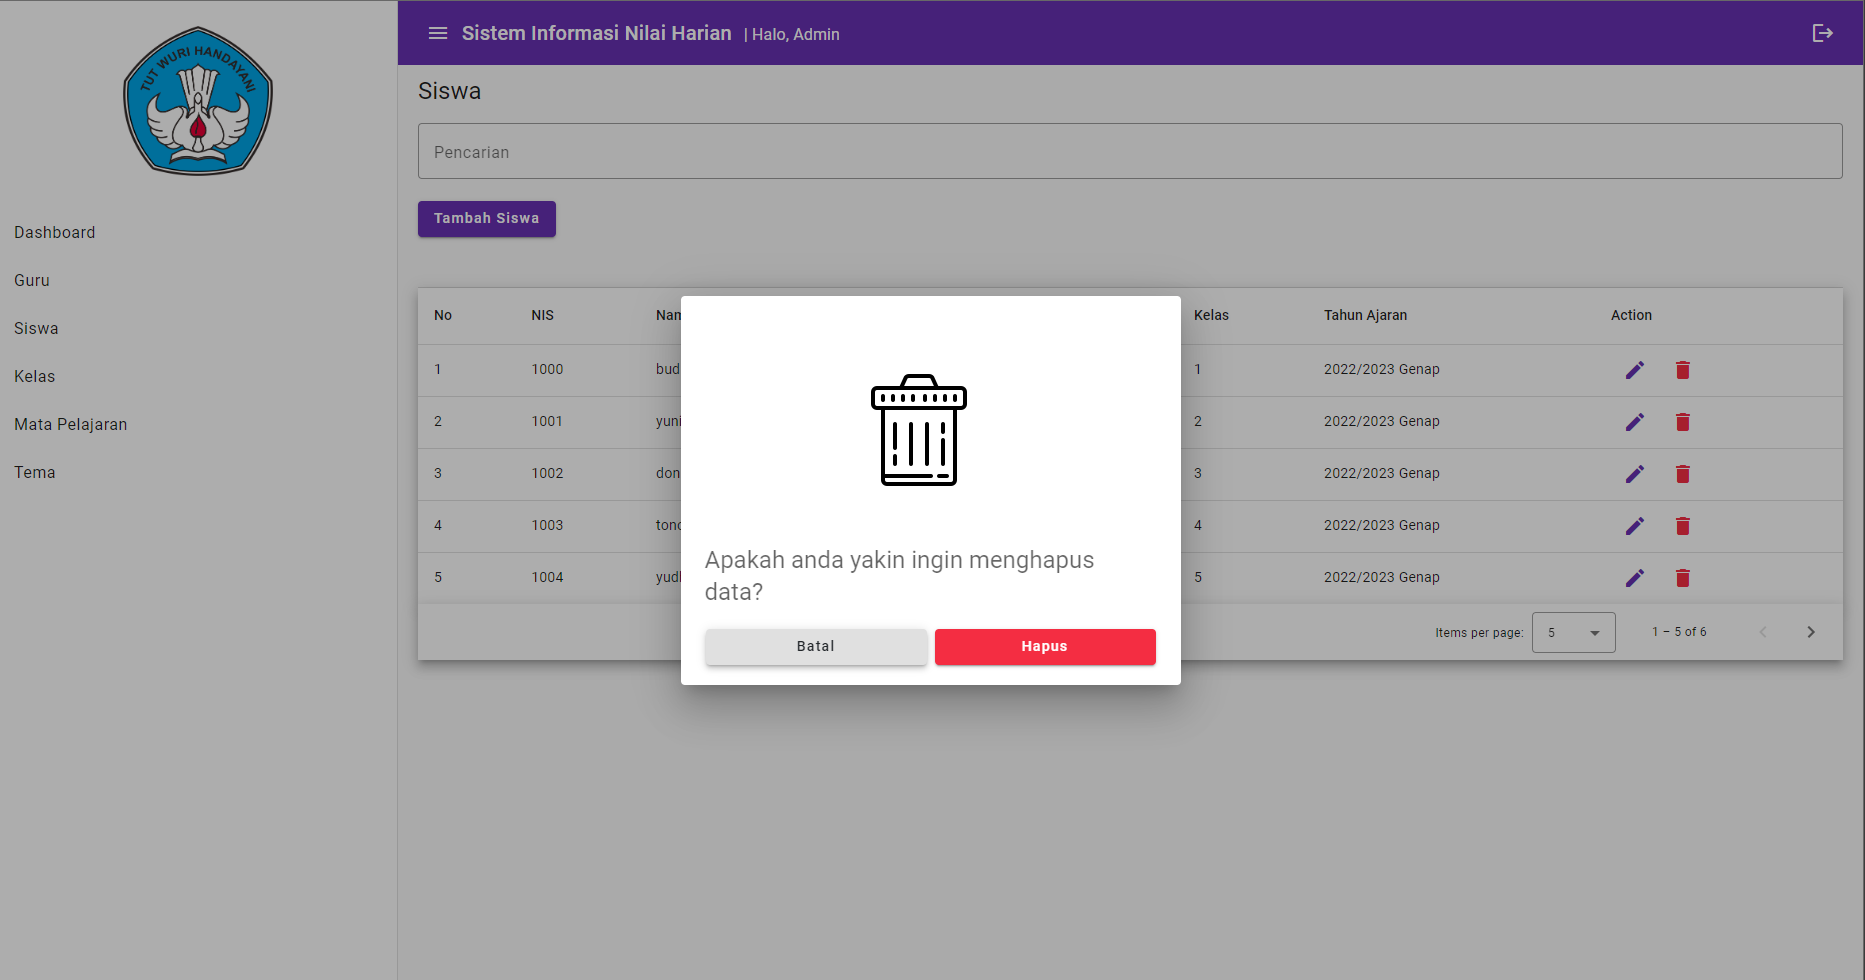 TUT WURI HANDAYANI
Dashboard
Guru
Siswa
Kelas
Mata Pelajaran
Tema
Sistem Informasi Nilai Harian | Halo, Admin
Siswa
Pencarian
Tambah Siswa
No NIS Kelas Tahun Ajaran Action
1 1000 bud 1 2022/2023 Genap
2 1001 yuni 2 2022/2023 Genap
3 1002 don 3 2022/2023 Genap
4 1003 4 2022/2023 Genap
5 1004 5 2022/2023 Genap
Items per page: 5 1 – 5 of 6
Apakah anda yakin ingin menghapus
data?
Batal Hapus